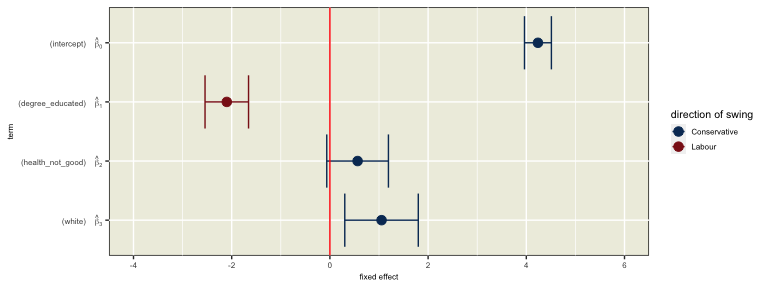 (intercept) β̂₀
(degree_educated) β̂₁
(health_not_good) β̂₂
(white) β̂₃
term
-4 -2 0 2 4 6
fixed effect
direction of swing
Conservative
Labour